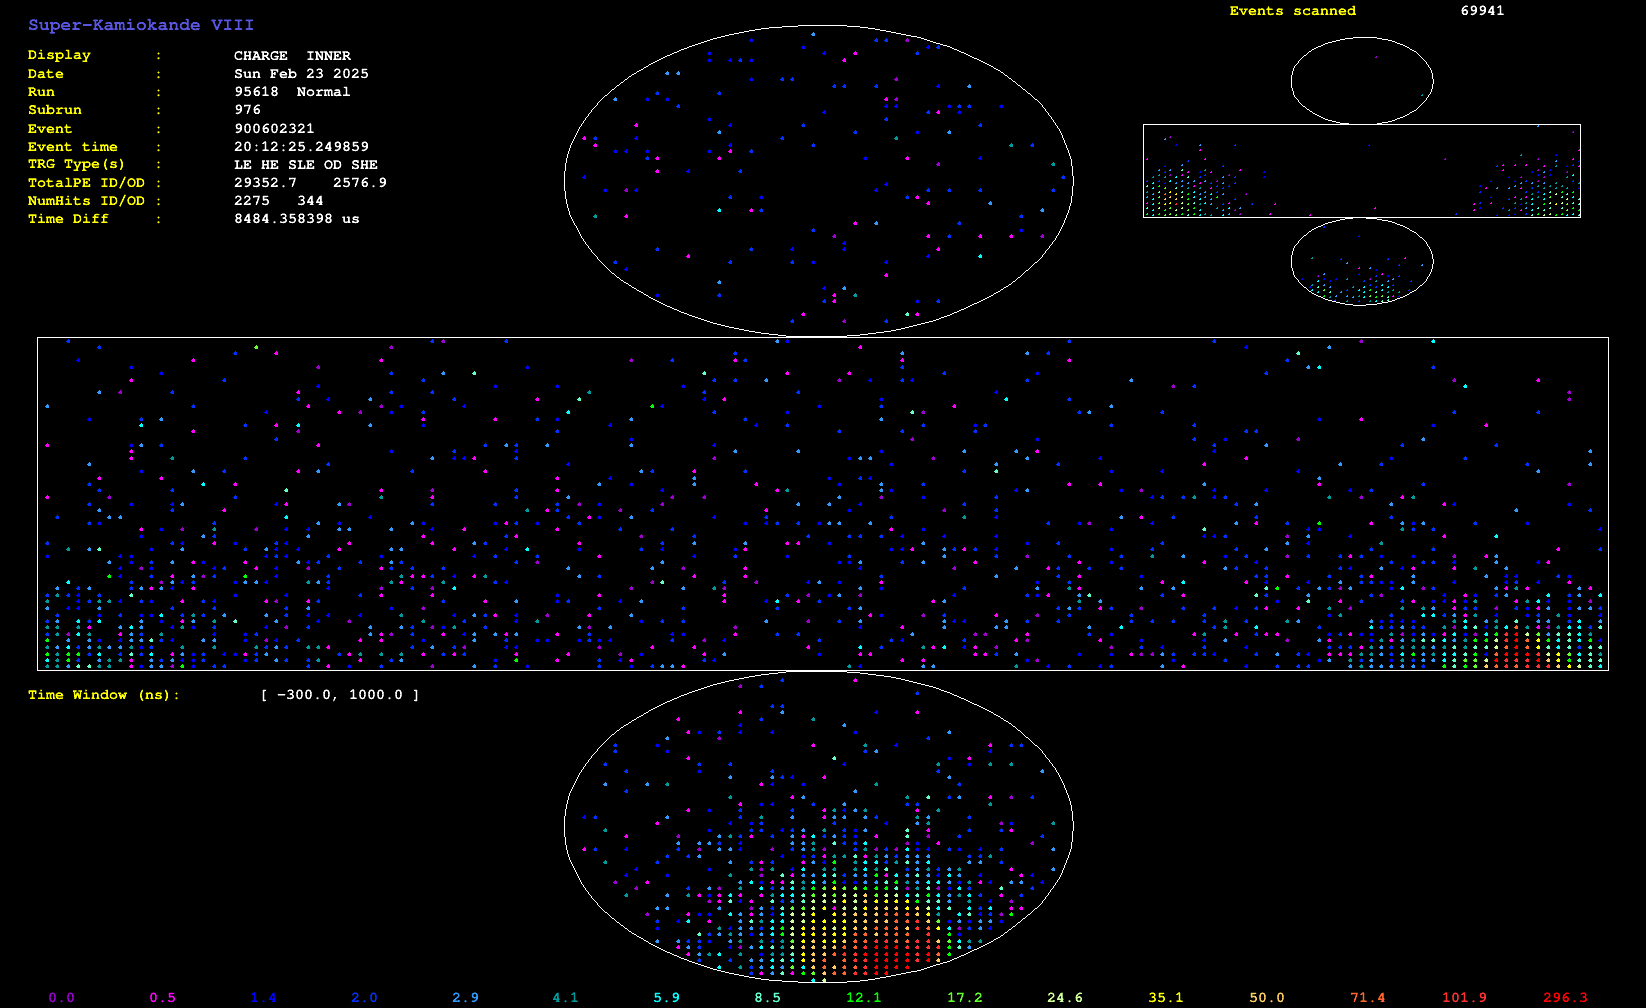 Super-Kamiokande VIII
Display : CHARGE INNER
Date : Sun Feb 23 2025
Run : 95618 Normal
Subrun : 976
Event : 900602321
Event time : 20:12:25.249859
TRG Type(s) : LE HE SLE OD SHE
TotalPE ID/OD : 29352.7 2576.9
NumHits ID/OD : 2275 344
Time Diff : 8484.358398 us
Events scanned 69941
Time Window (ns): [ -300.0, 1000.0 ]
0.0 0.5 1.4 2.0 2.9 4.1 5.9 8.5 12.1 17.2 24.6 35.1 50.0 71.4 101.9 296.3